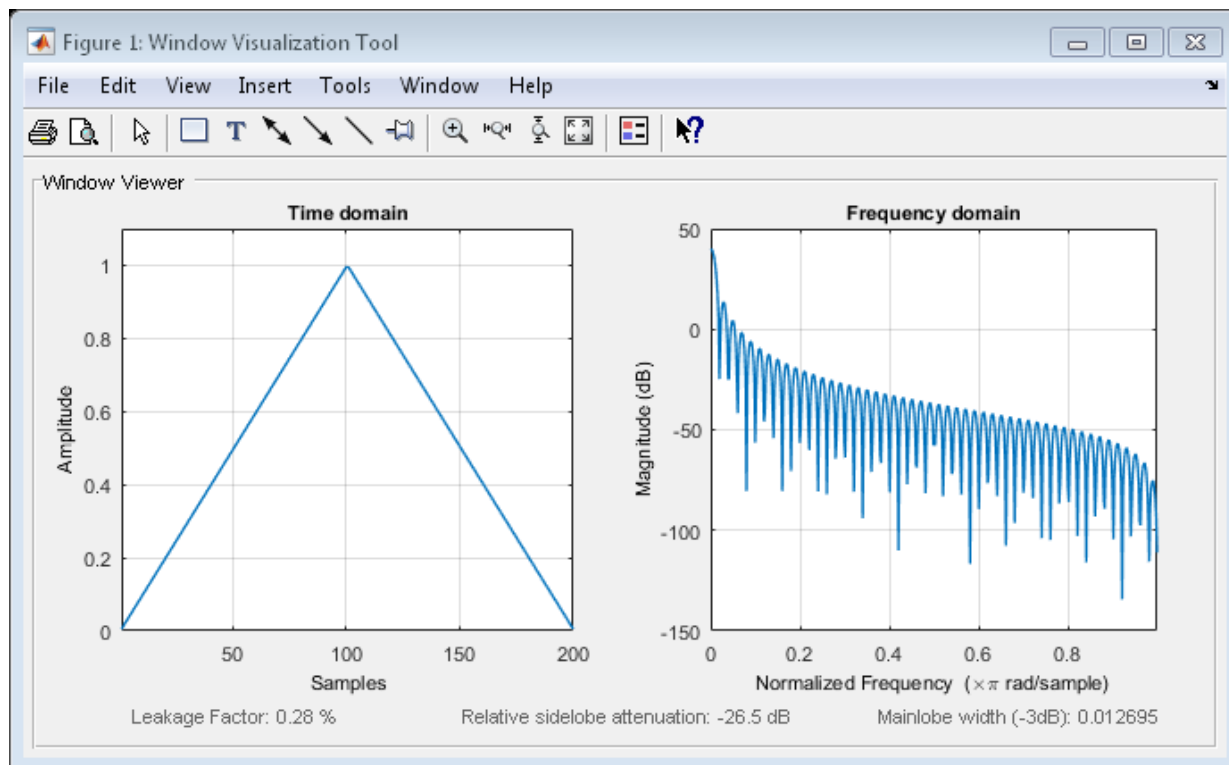 Figure 1: Window Visualization Tool
File Edit View Insert Tools Window Help
T
Window Viewer
Time domain
Amplitude
1
0.8
0.6
0.4
0.2
0
50 100 150 200
Samples
Frequency domain
Magnitude (dB)
50
0
-50
-100
-150
0 0.2 0.4 0.6 0.8
Normalized Frequency (×π rad/sample)
Leakage Factor: 0.28 % Relative sidelobe attenuation: -26.5 dB Mainlobe width (-3dB): 0.012695